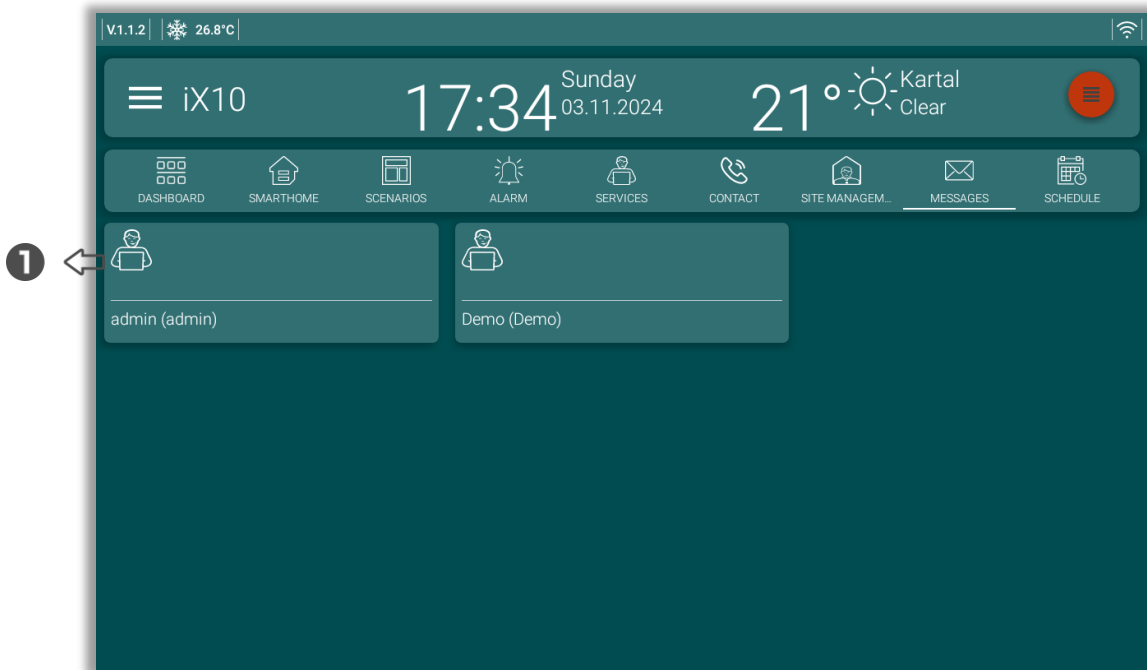 V.1.1.2 26.8°C
iX10 17:34 Sunday 03.11.2024 21° Kartal Clear
DASHBOARD SMARTHOME SCENARIOS ALARM SERVICES CONTACT SITE MANAGEM... MESSAGES SCHEDULE
1
admin (admin) Demo (Demo)